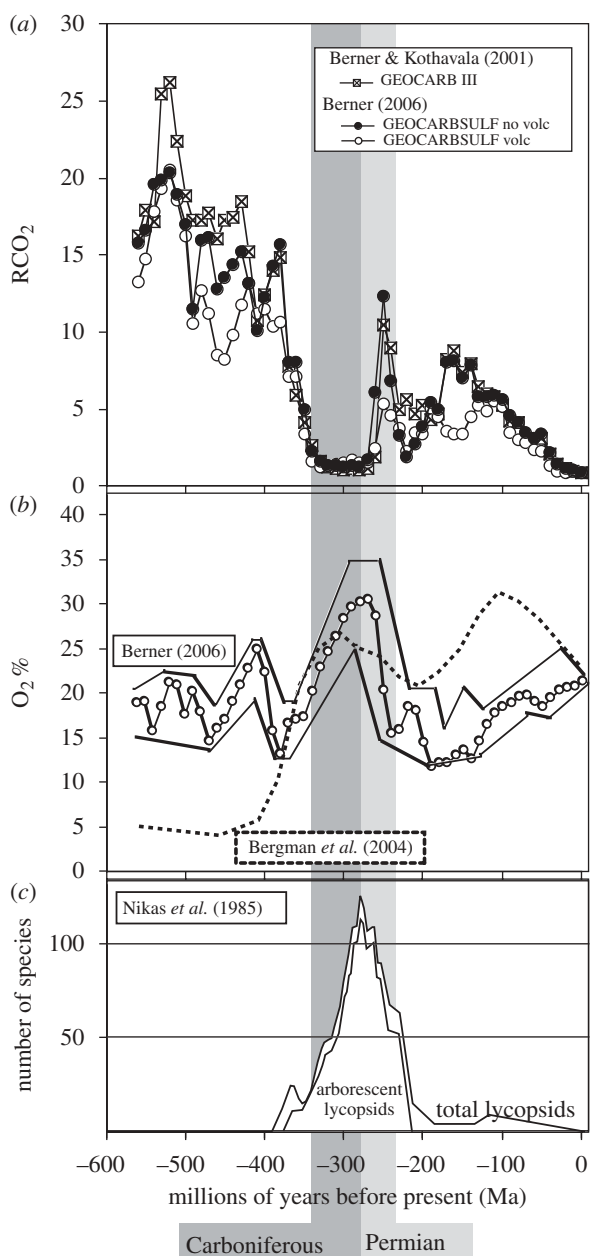 (a)
30
25
20
15
10
5
0
RCO2
Berner & Kothavala (2001)
GEOCARB III
Berner (2006)
GEOCARBSULF no volc
GEOCARBSULF volc
(b)
40
35
30
25
20
15
10
5
0
O2 %
Berner (2006)
Bergman et al. (2004)
(c)
Nikas et al. (1985)
100
50
number of species
arborescent
lycopsids
total lycopsids
–600 –500 –400 –300 –200 –100 0
millions of years before present (Ma)
Carboniferous Permian